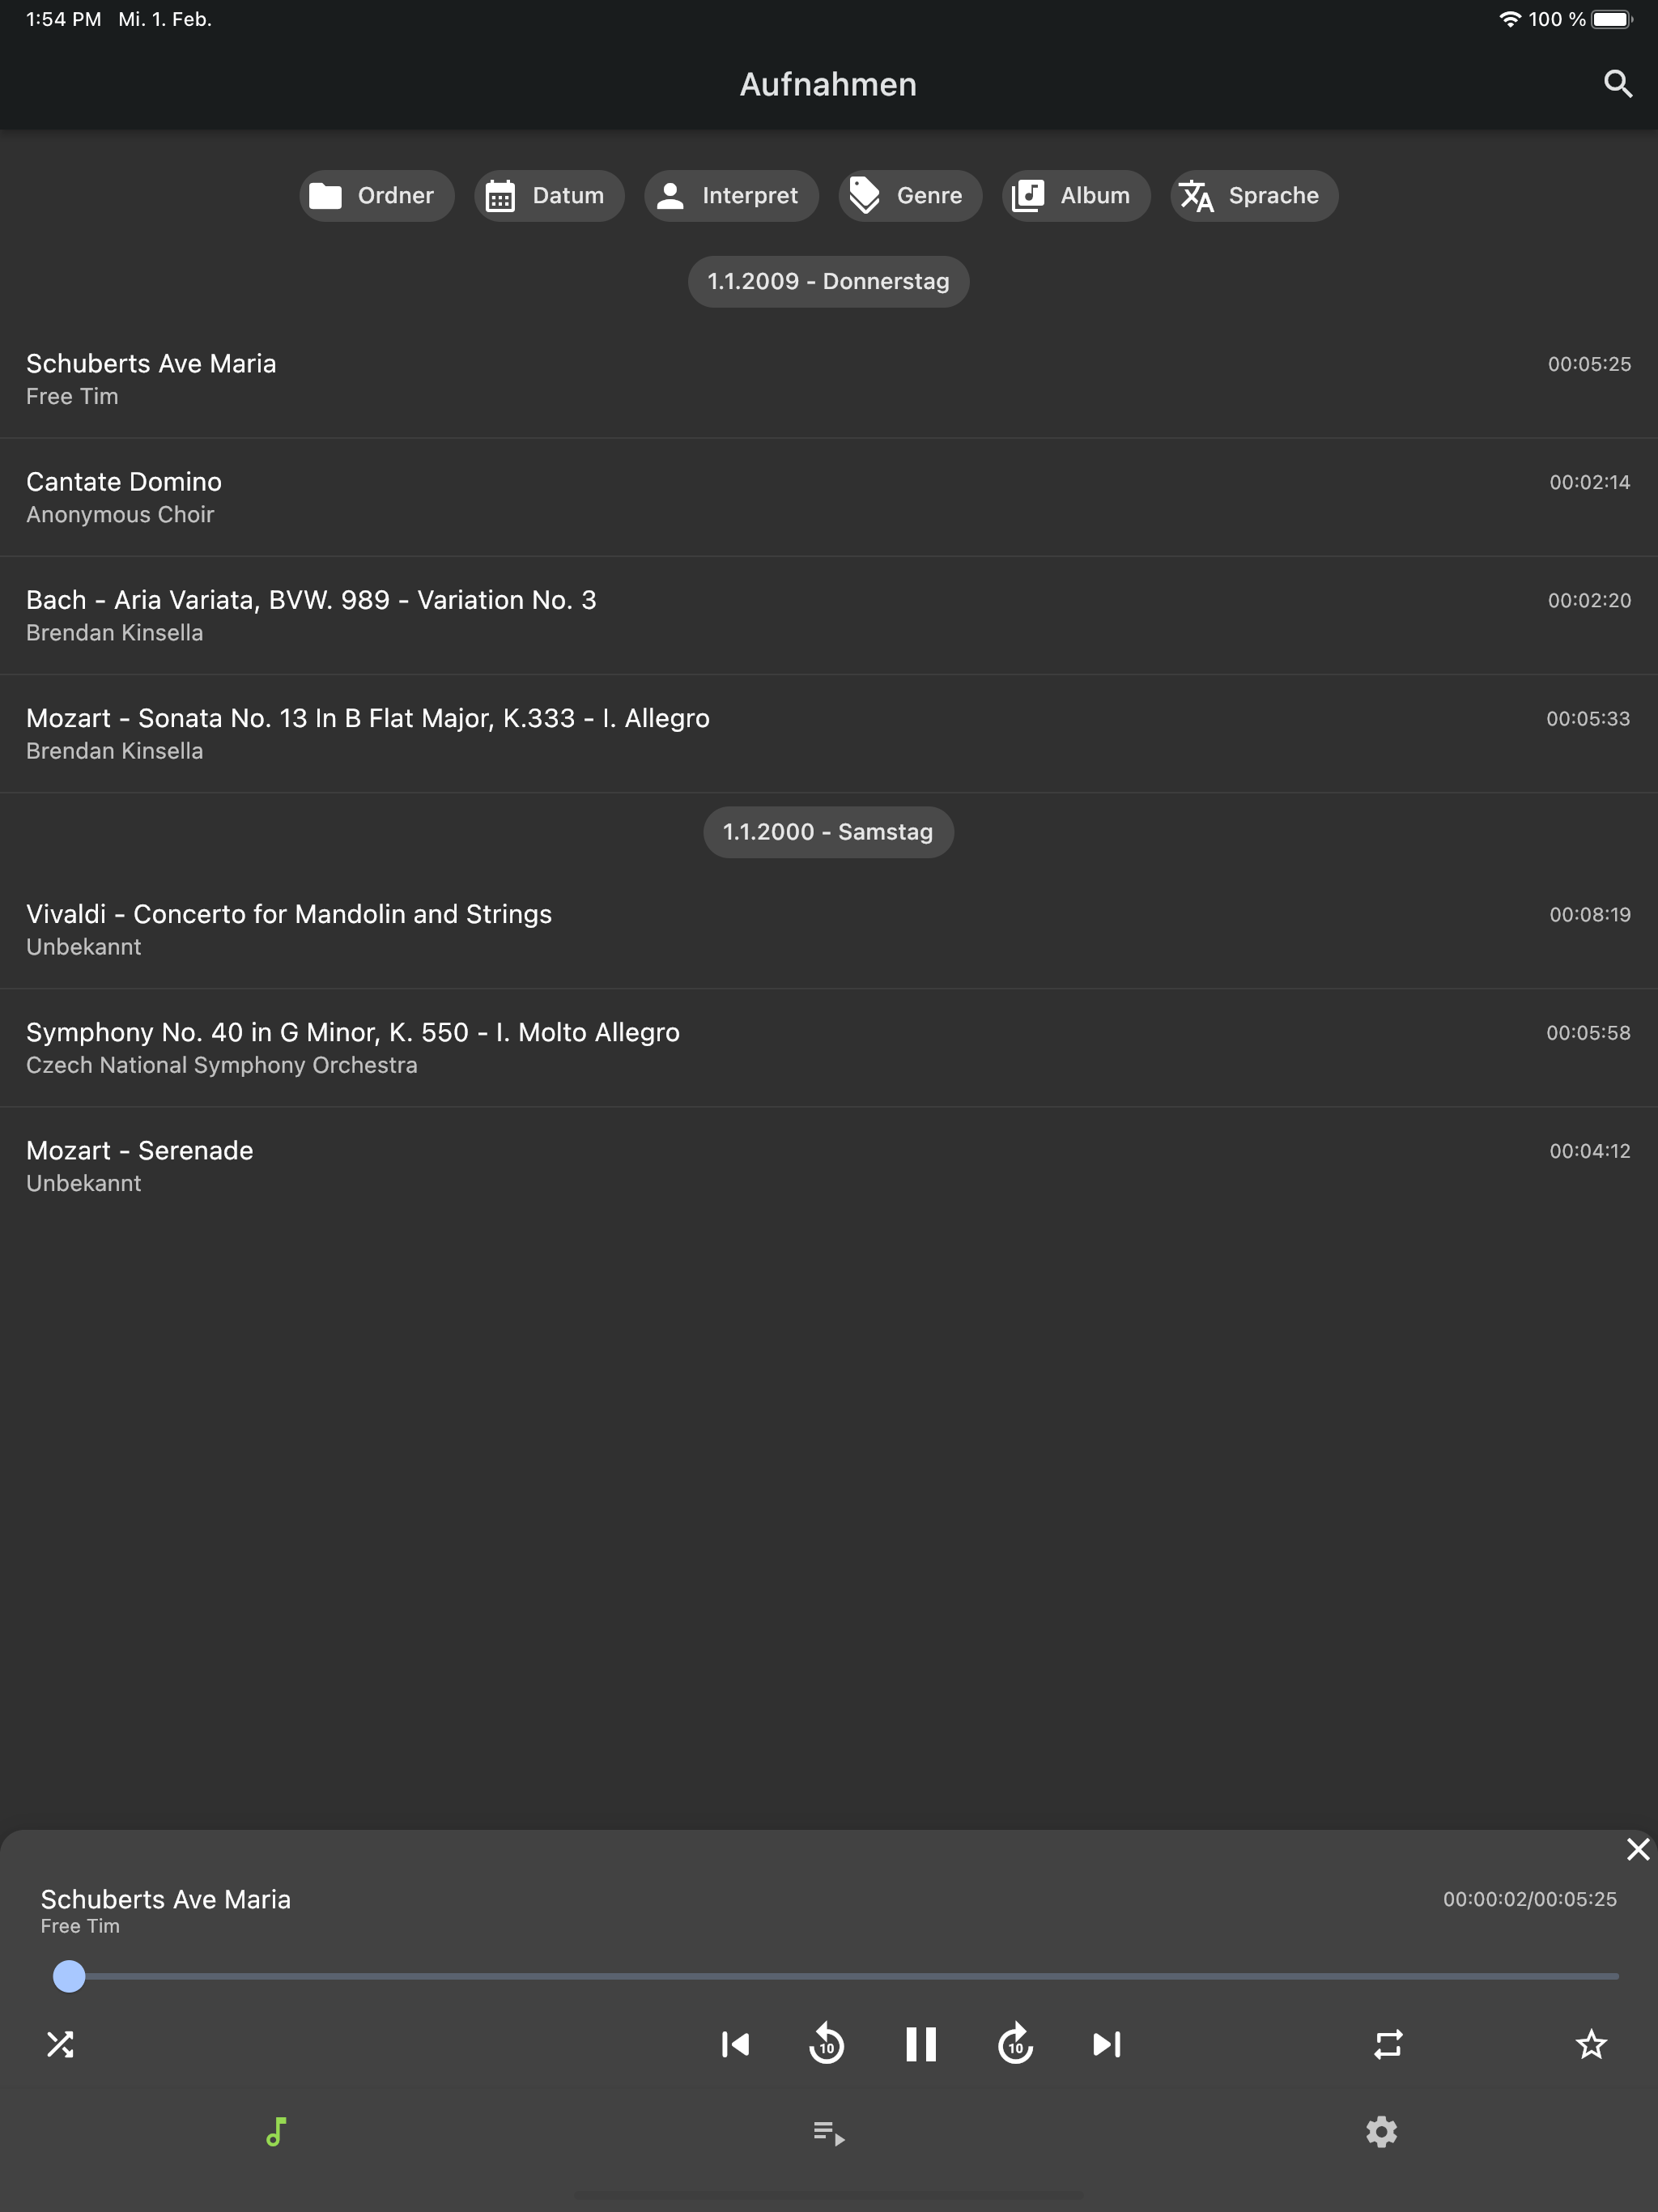 1:54 PM Mi. 1. Feb. 100 %
Aufnahmen
Ordner Datum Interpret Genre Album Sprache
1.1.2009 - Donnerstag
Schuberts Ave Maria 00:05:25
Free Tim
Cantate Domino 00:02:14
Anonymous Choir
Bach - Aria Variata, BVW. 989 - Variation No. 3 00:02:20
Brendan Kinsella
Mozart - Sonata No. 13 In B Flat Major, K.333 - I. Allegro 00:05:33
Brendan Kinsella
1.1.2000 - Samstag
Vivaldi - Concerto for Mandolin and Strings 00:08:19
Unbekannt
Symphony No. 40 in G Minor, K. 550 - I. Molto Allegro 00:05:58
Czech National Symphony Orchestra
Mozart - Serenade 00:04:12
Unbekannt
Schuberts Ave Maria 00:00:02/00:05:25
Free Tim
10 10